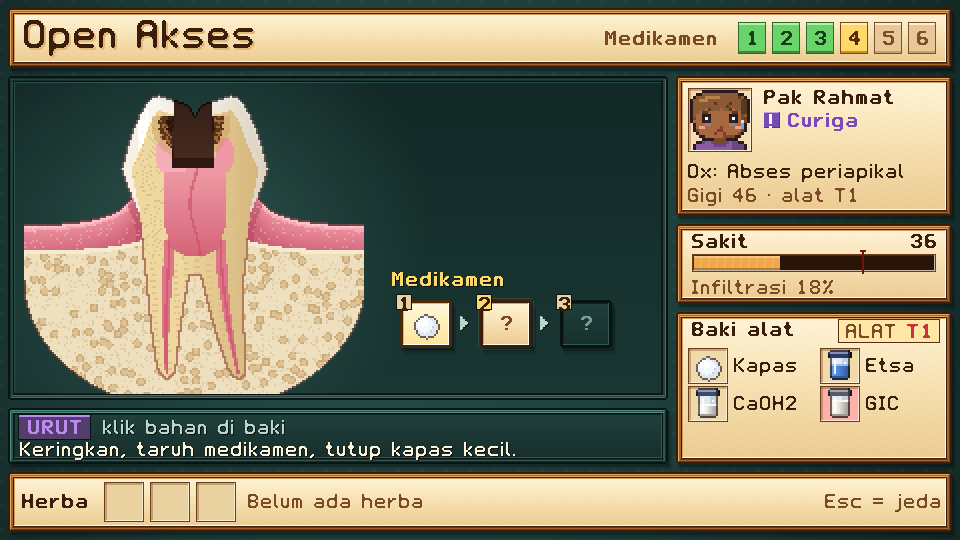 Open Akses
Medikamen 1 2 3 4 5 6
Pak Rahmat
! Curiga
Dx: Abses periapikal
Gigi 46 · alat T1
Sakit 36
Infiltrasi 18%
Medikamen
1 2 3
? ?
Baki alat ALAT T1
Kapas Etsa
CaOH2 GIC
URUT klik bahan di baki
Keringkan, taruh medikamen, tutup kapas kecil.
Herba Belum ada herba Esc = jeda